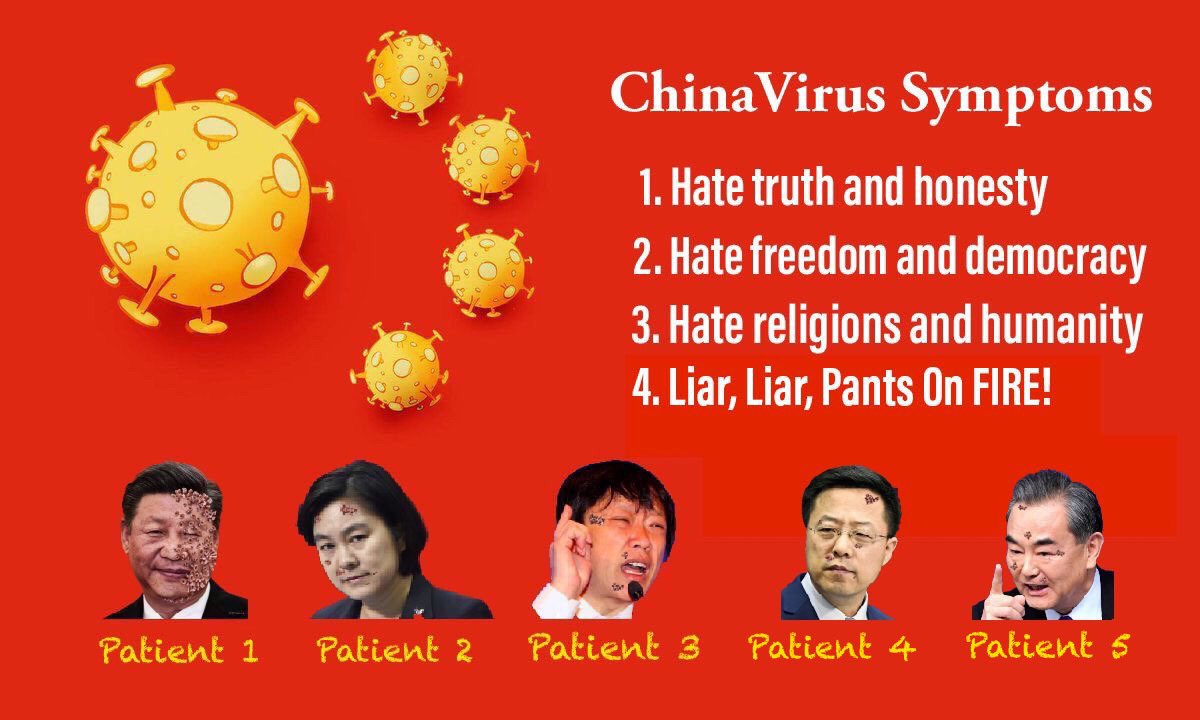 ChinaVirus Symptoms
1. Hate truth and honesty
2. Hate freedom and democracy
3. Hate religions and humanity
4. Liar, Liar, Pants On FIRE!
Patient 1
Patient 2
Patient 3
Patient 4
Patient 5